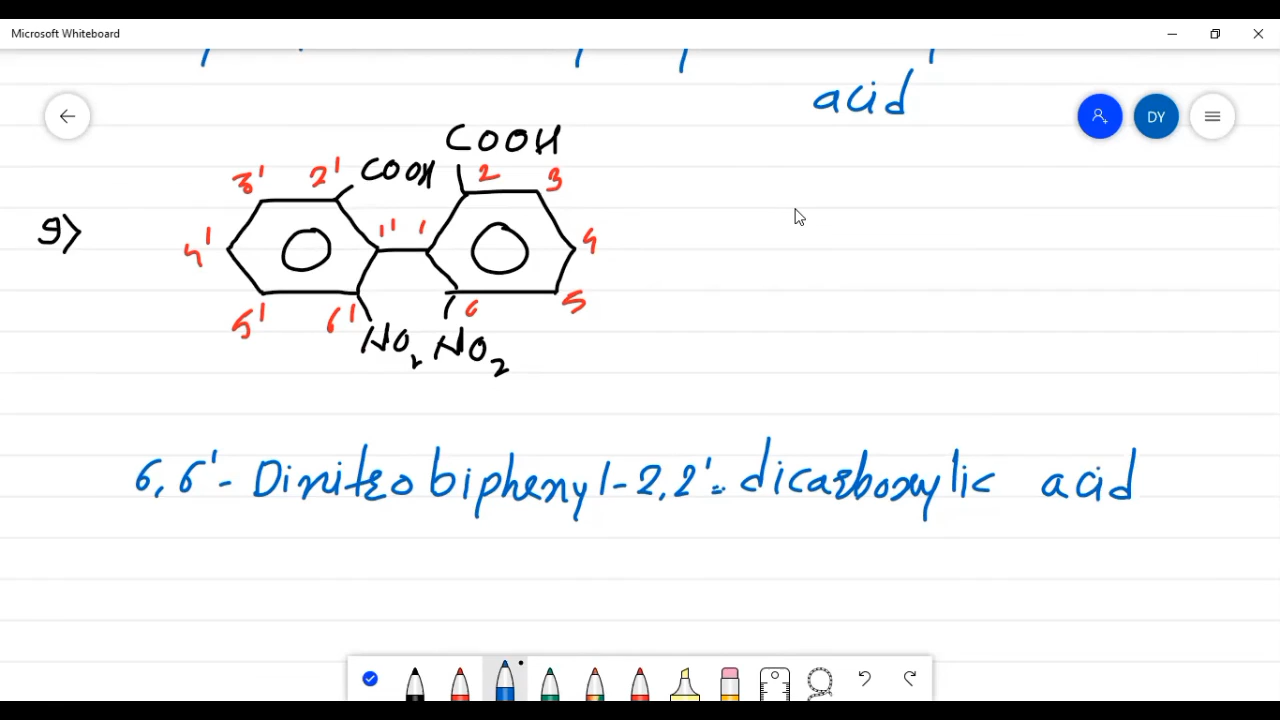 Microsoft Whiteboard
acid
DY
COOH
3' 2' COOH 2 3
9>
4' 1' 1 4
5' 6' 6 5
NO2 NO2
6,6'- Dinitrobiphenyl-2,2'-dicarboxylic acid